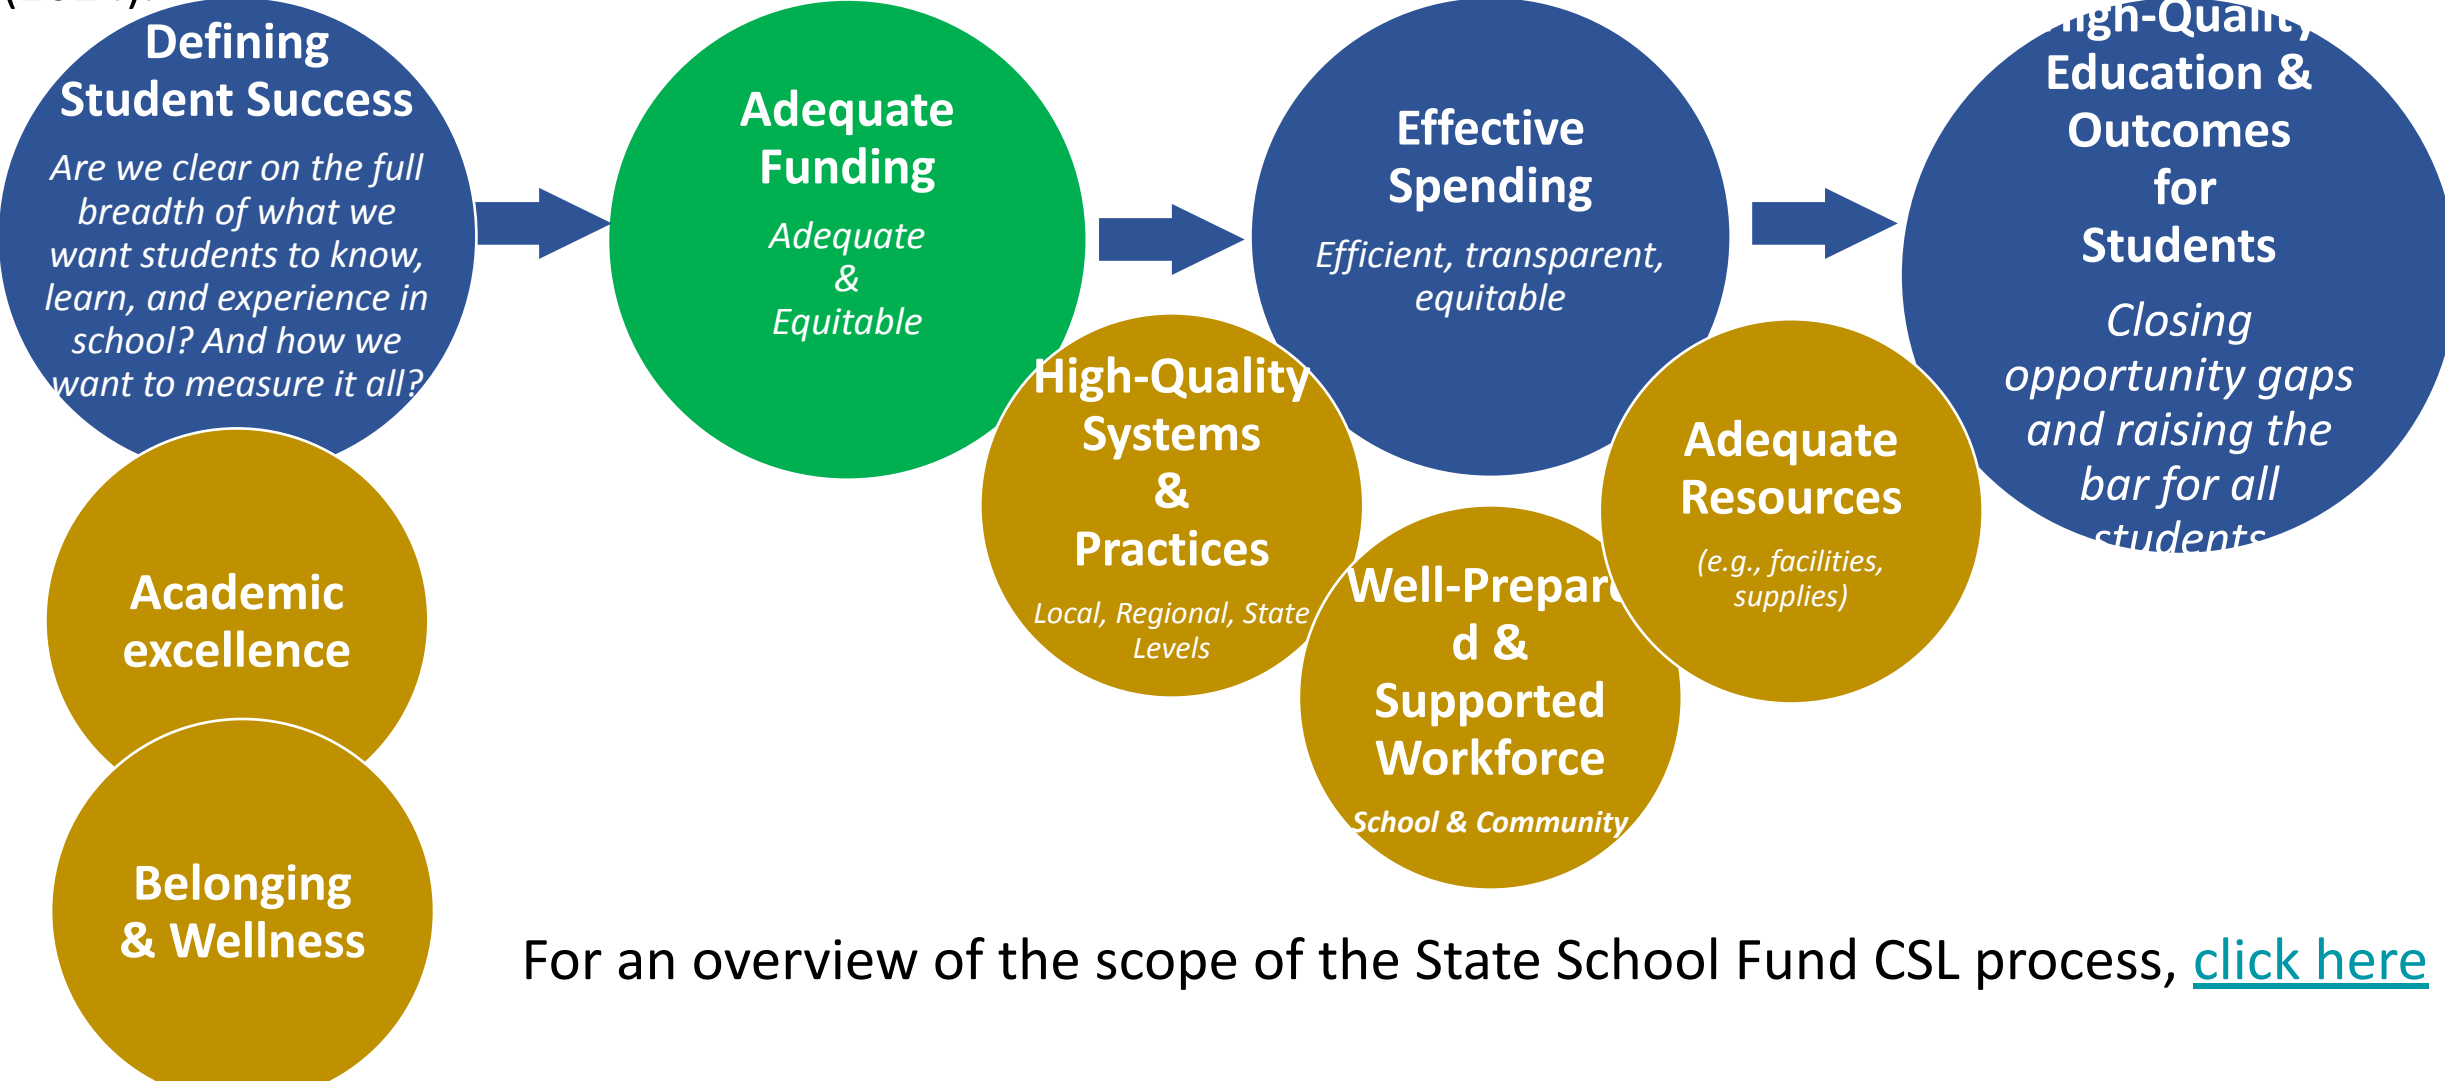 Defining
Student Success
Are we clear on the full
breadth of what we
want students to know,
learn, and experience in
school? And how we
want to measure it all?
Academic
excellence
Belonging
& Wellness
Adequate
Funding
Adequate
&
Equitable
Effective
Spending
Efficient, transparent,
equitable
High-Quality
Systems
&
Practices
Local, Regional, State
Levels
Well-Prepare
d &
Supported
Workforce
School & Community
Adequate
Resources
(e.g., facilities,
supplies)
High-Quality
Education &
Outcomes
for
Students
Closing
opportunity gaps
and raising the
bar for all
students
For an overview of the scope of the State School Fund CSL process, click here